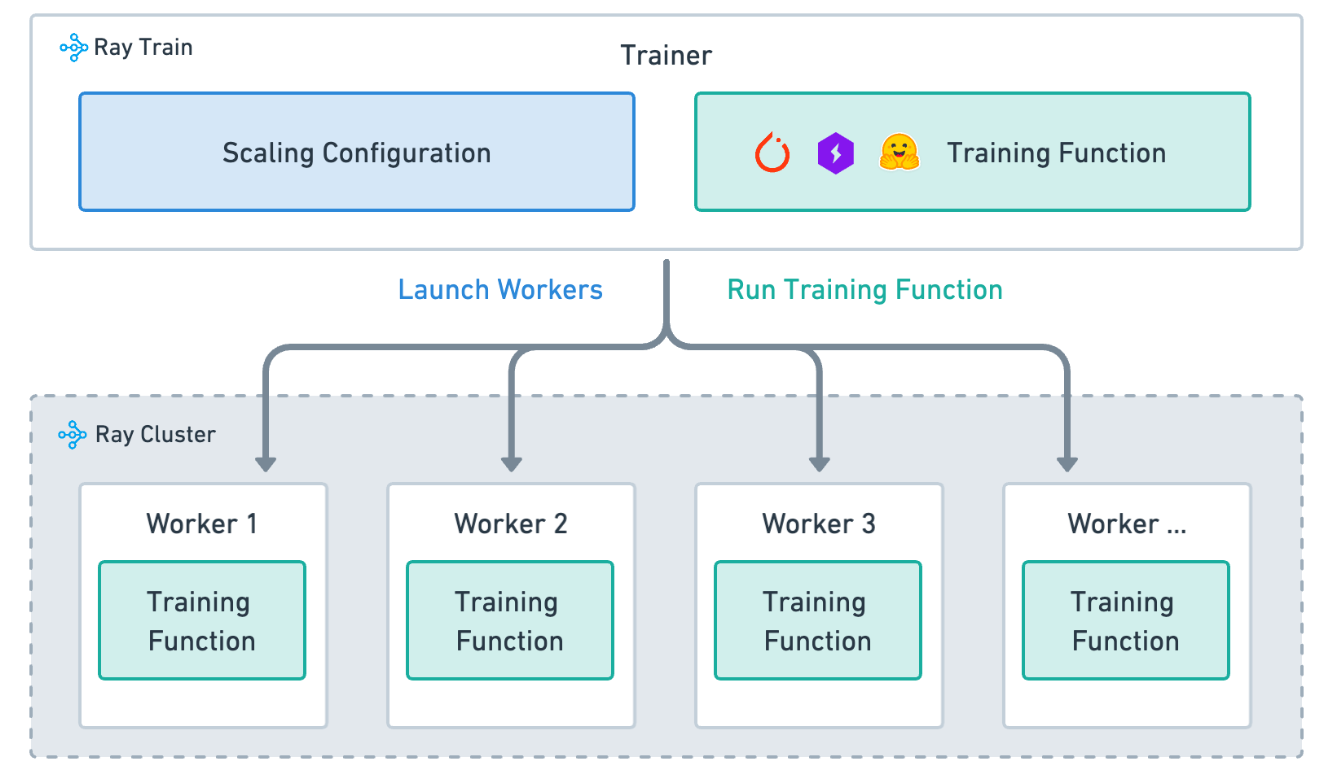 Ray Train
Trainer
Scaling Configuration
Training Function
Launch Workers
Run Training Function
Ray Cluster
Worker 1
Worker 2
Worker 3
Worker ...
Training
Function
Training
Function
Training
Function
Training
Function